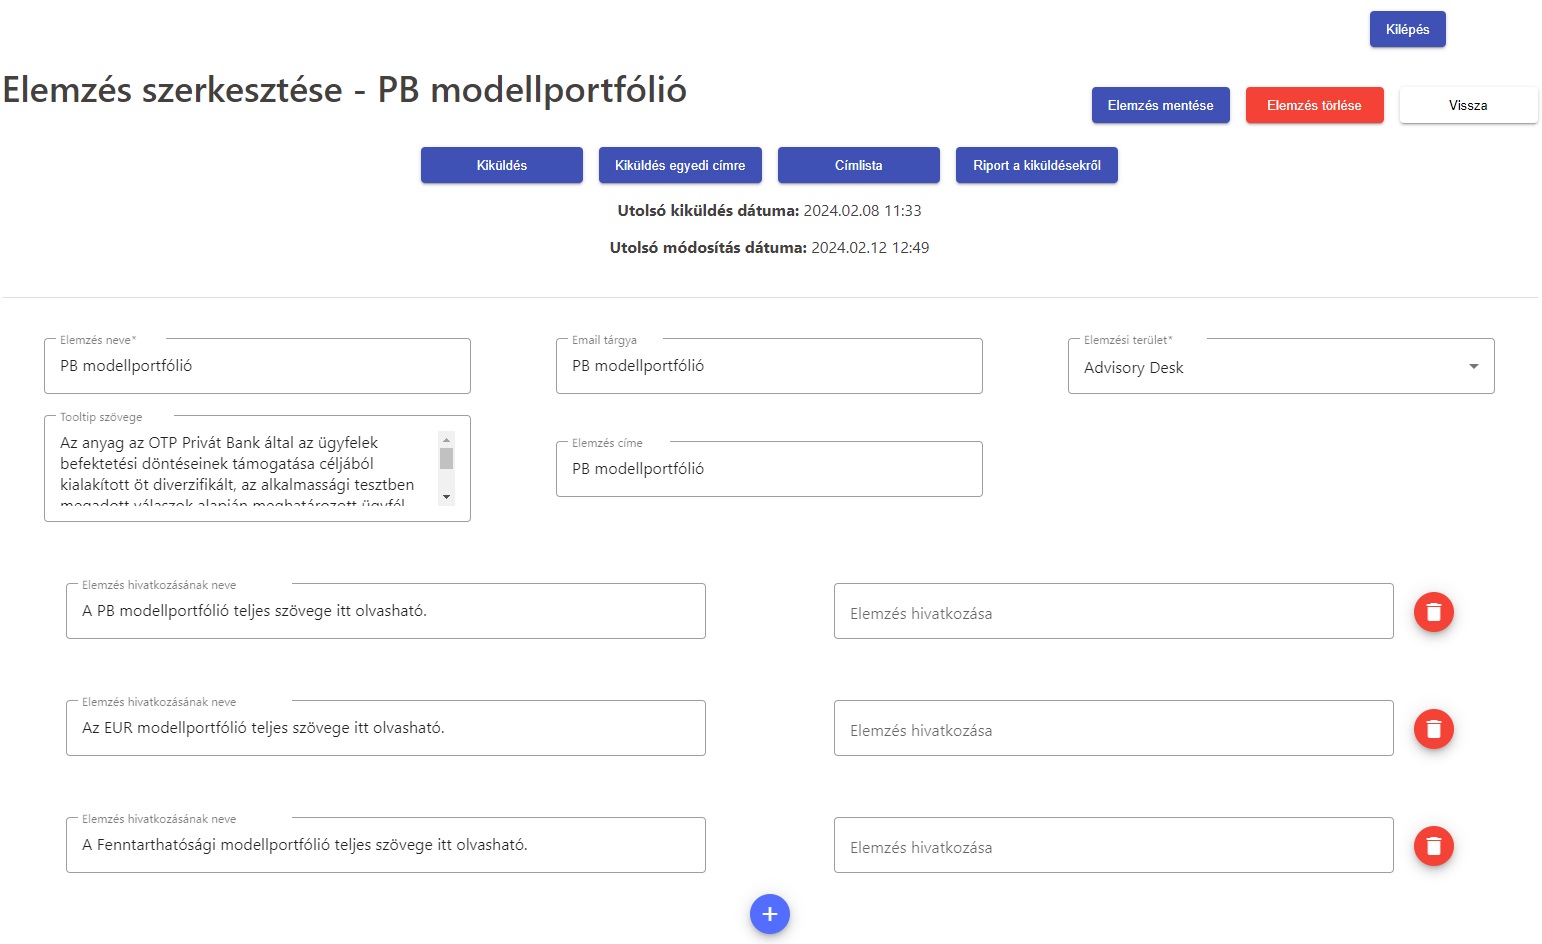 Kilépés
Elemzés szerkesztése - PB modellportfólió
Elemzés mentése
Elemzés törlése
Vissza
Kiküldés
Kiküldés egyedi címre
Címlista
Riport a kiküldésekről
Utolsó kiküldés dátuma: 2024.02.08 11:33
Utolsó módosítás dátuma: 2024.02.12 12:49
Elemzés neve*
PB modellportfólió
Email tárgya
PB modellportfólió
Elemzési terület*
Advisory Desk
Tooltip szövege
Az anyag az OTP Privát Bank által az ügyfelek
befektetési döntéseinek támogatása céljából
kialakított öt diverzifikált, az alkalmassági tesztben
megadott válaszok alapján meghatározott ügyfél
Elemzés címe
PB modellportfólió
Elemzés hivatkozásának neve
A PB modellportfólió teljes szövege itt olvasható.
Elemzés hivatkozása
Elemzés hivatkozásának neve
Az EUR modellportfólió teljes szövege itt olvasható.
Elemzés hivatkozása
Elemzés hivatkozásának neve
A Fenntarthatósági modellportfólió teljes szövege itt olvasható.
Elemzés hivatkozása